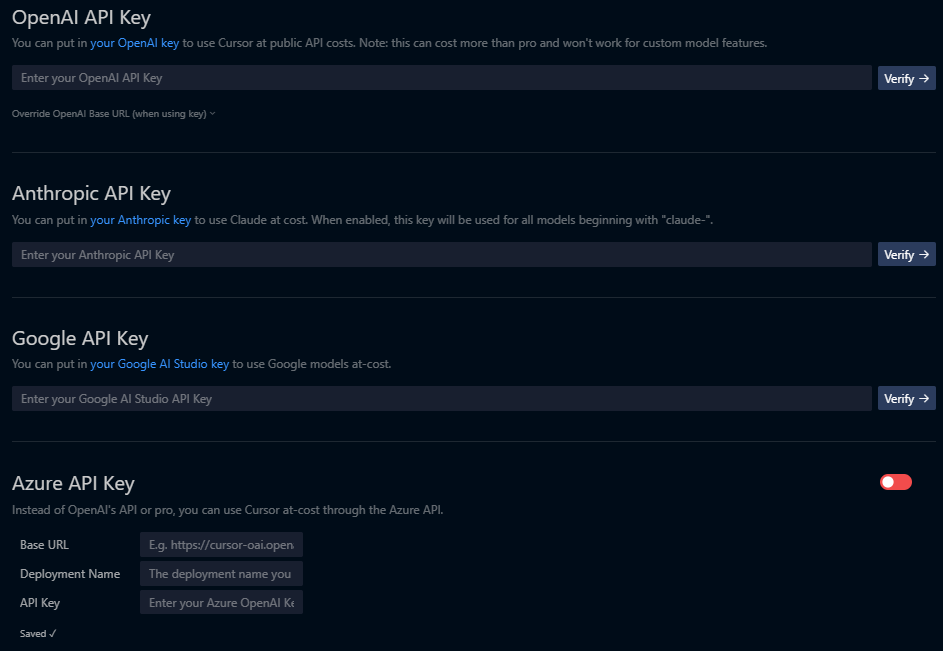 OpenAI API Key
You can put in your OpenAI key to use Cursor at public API costs. Note: this can cost more than pro and won't work for custom model features.
Enter your OpenAI API Key
Verify →
Override OpenAI Base URL (when using key)
Anthropic API Key
You can put in your Anthropic key to use Claude at cost. When enabled, this key will be used for all models beginning with "claude-".
Enter your Anthropic API Key
Verify →
Google API Key
You can put in your Google AI Studio key to use Google models at-cost.
Enter your Google AI Studio API Key
Verify →
Azure API Key
Instead of OpenAI's API or pro, you can use Cursor at-cost through the Azure API.
Base URL
E.g. https://cursor-oai.open
Deployment Name
The deployment name you
API Key
Enter your Azure OpenAI Ke
Saved ✓